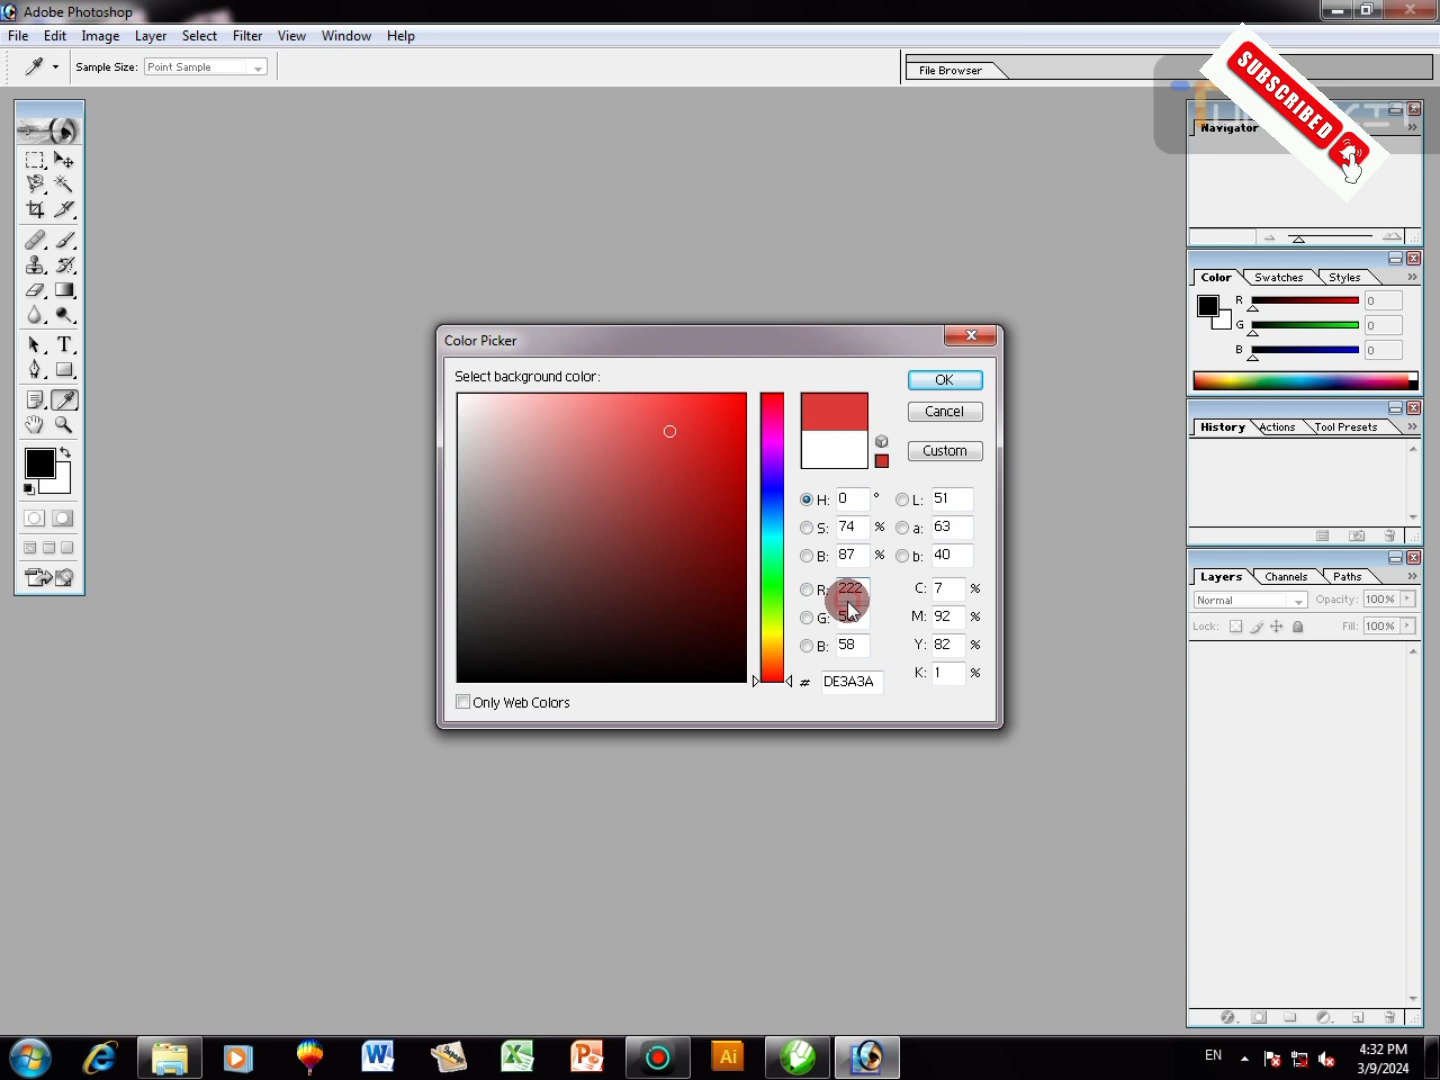 Adobe Photoshop
File Edit Image Layer Select Filter View Window Help
Sample Size: Point Sample
File Browser
SUBSCRIBED
Navigator
Color Swatches Styles
R 0
G 0
B 0
Color Picker
Select background color:
OK
Cancel
Custom
H: 0 ° L: 51
S: 74 % a: 63
B: 87 % b: 40
R: 222 C: 7 %
G: M: 92 %
B: 58 Y: 82 %
K: 1 %
# DE3A3A
Only Web Colors
History Actions Tool Presets
Layers Channels Paths
Normal Opacity: 100%
Lock: Fill: 100%
T
W
X
P
Ai
EN
4:32 PM
3/9/2024